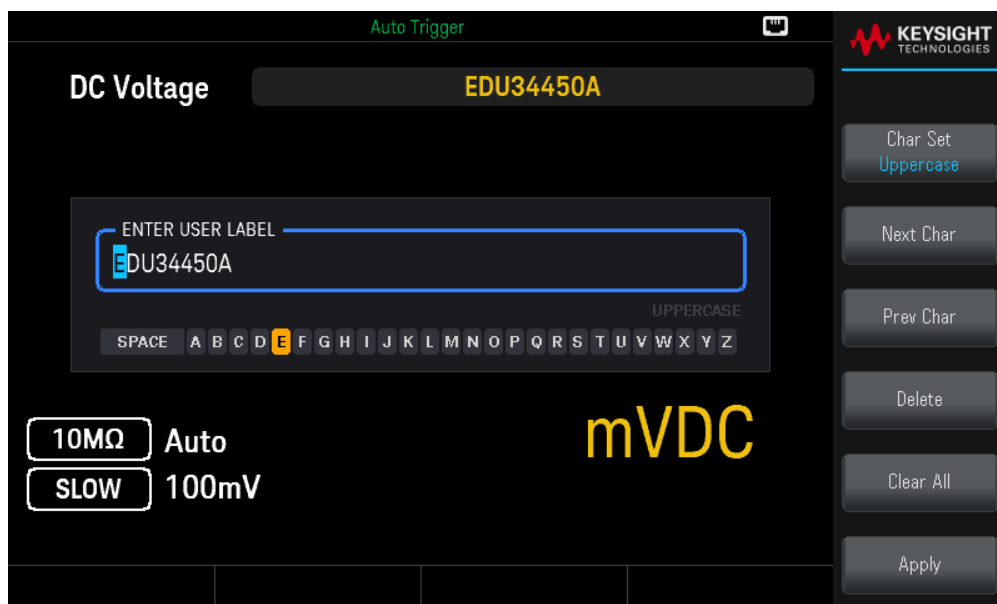 Auto Trigger
KEYSIGHT
TECHNOLOGIES
DC Voltage
EDU34450A
Char Set
Uppercase
ENTER USER LABEL
EDU34450A
Next Char
UPPERCASE
SPACE A B C D E F G H I J K L M N O P Q R S T U V W X Y Z
Prev Char
Delete
mVDC
10MΩ Auto
SLOW 100mV
Clear All
Apply